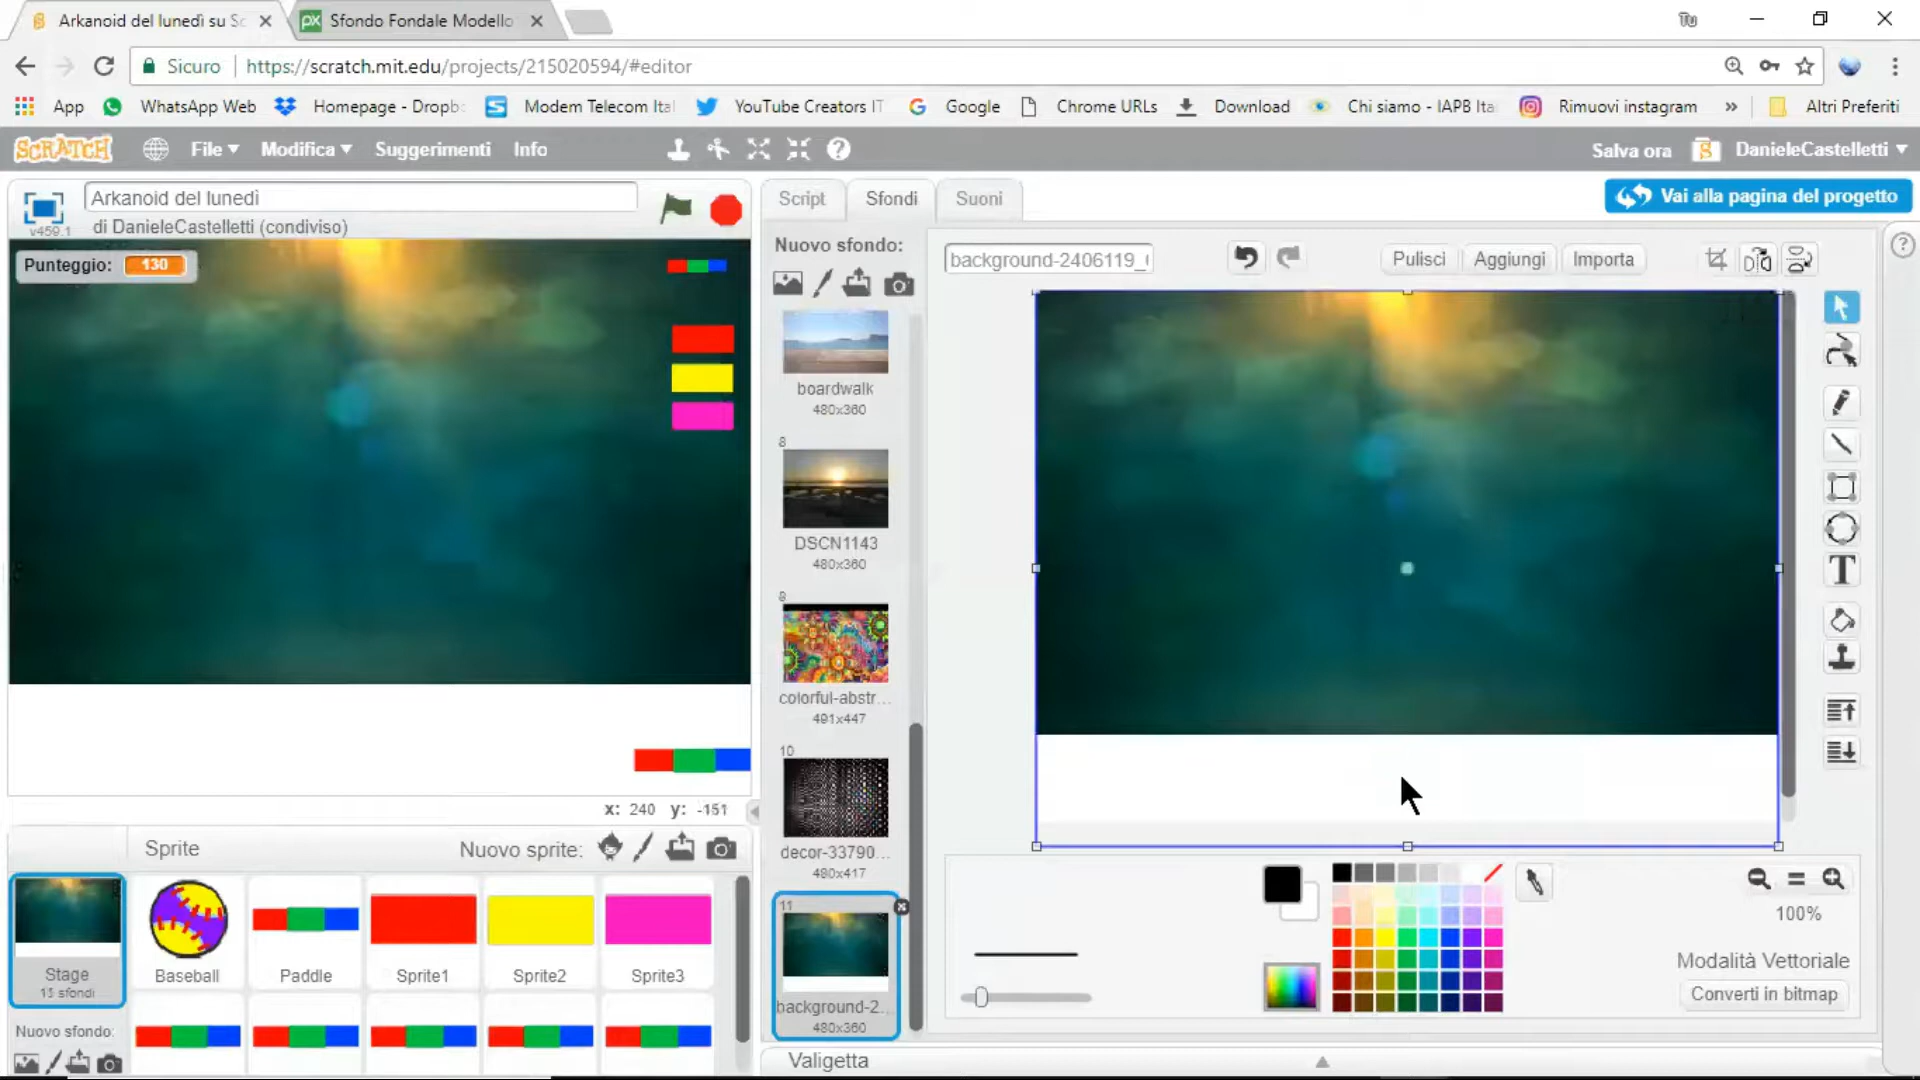 Arkanoid del lunedì su Sc
Sfondo Fondale Modello
Tu
Sicuro
https://scratch.mit.edu/projects/215020594/#editor
App
WhatsApp Web
Homepage - Dropb
Modem Telecom Ital
YouTube Creators IT
Google
Chrome URLs
Download
Chi siamo - IAPB Ita
Rimuovi instagram
»
Altri Preferiti
SCRATCH
File
Modifica
Suggerimenti
Info
Salva ora
DanieleCastelletti
Arkanoid del lunedì
di DanieleCastelletti (condiviso)
v459.1
Script
Sfondi
Suoni
Vai alla pagina del progetto
Punteggio: 130
Nuovo sfondo:
background-2406119_
Pulisci
Aggiungi
Importa
boardwalk
480x360
8
DSCN1143
480x360
9
colorful-abstr...
491x447
10
decor-33790...
480x417
11
background-2...
480x360
x: 240 y: -151
Sprite
Nuovo sprite:
Stage
15 sfondi
Baseball
Paddle
Sprite1
Sprite2
Sprite3
Nuovo sfondo:
100%
Modalità Vettoriale
Converti in bitmap
Valigetta